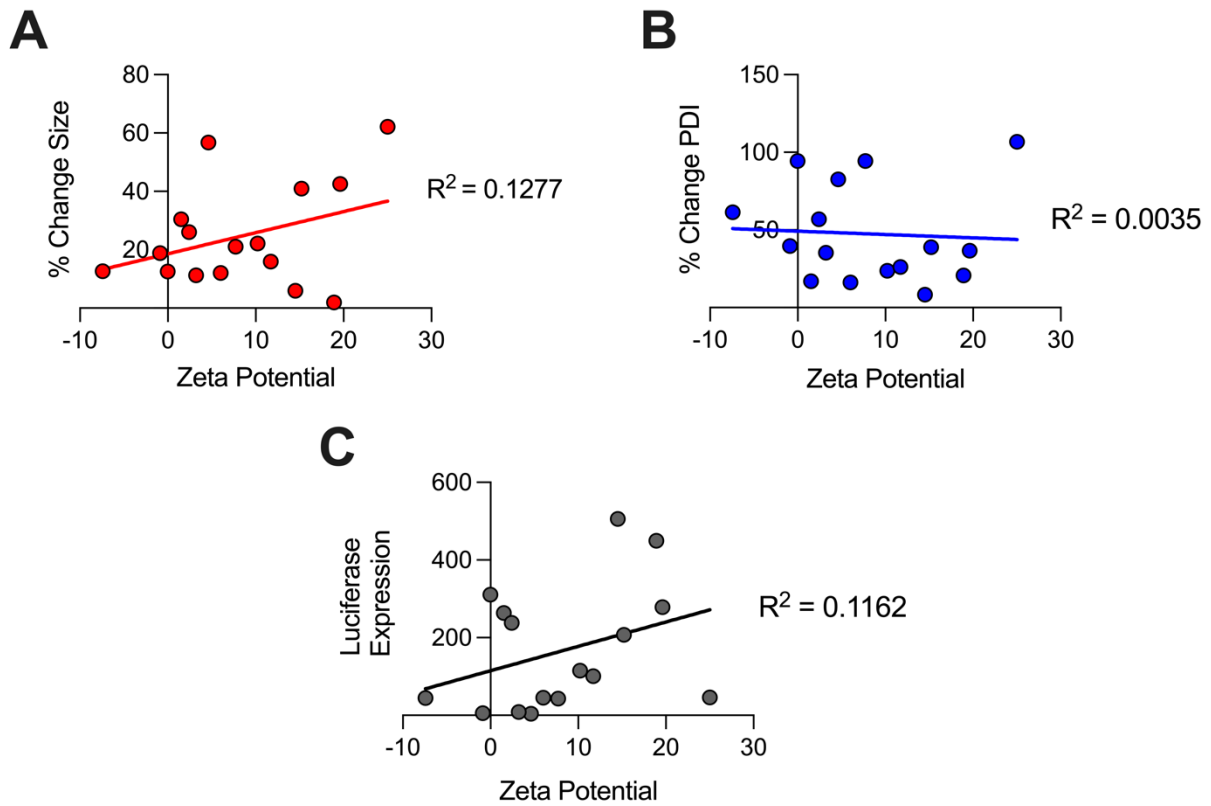 A
% Change Size
80
60
40
20
-10 0 10 20 30
Zeta Potential
R² = 0.1277
B
% Change PDI
150
100
50
-10 0 10 20 30
Zeta Potential
R² = 0.0035
C
Luciferase
Expression
600
400
200
-10 0 10 20 30
Zeta Potential
R² = 0.1162